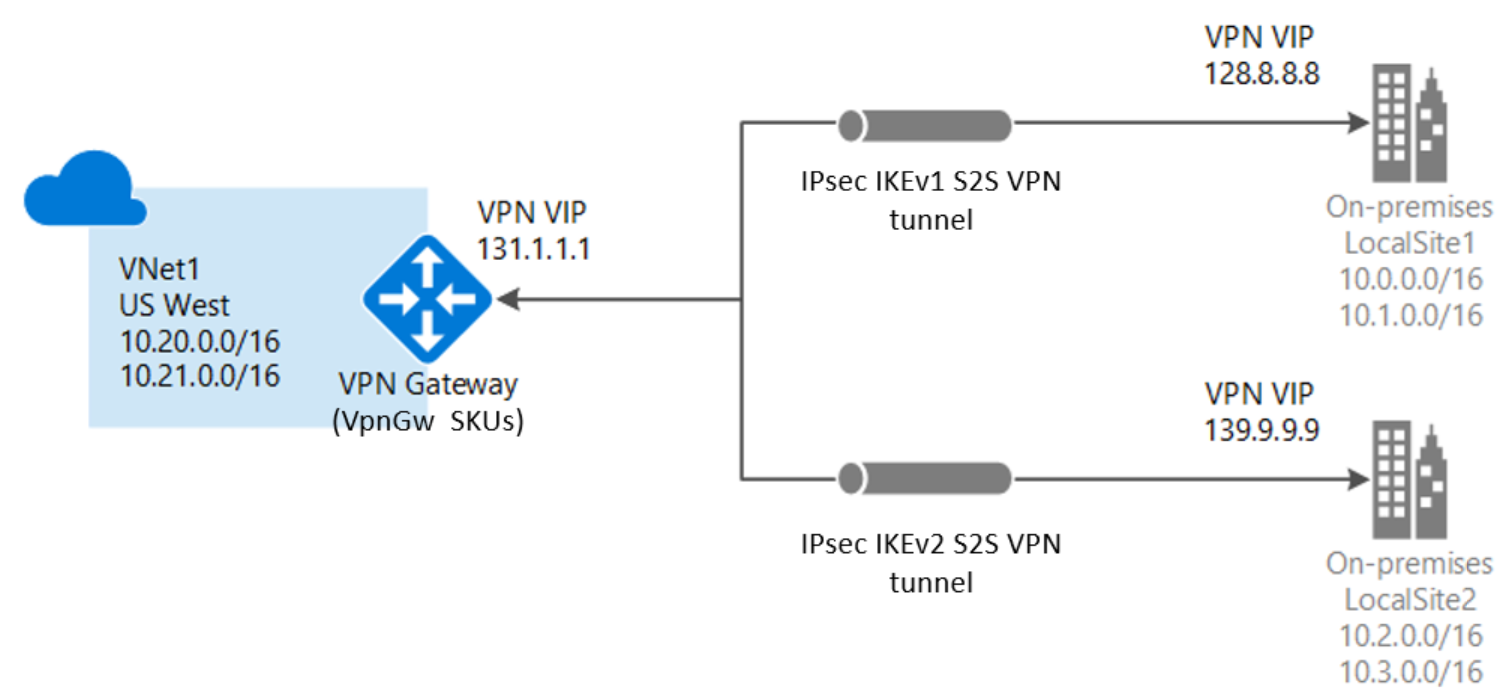 VNet1
US West
10.20.0.0/16
10.21.0.0/16
VPN VIP
131.1.1.1
VPN Gateway
(VpnGw SKUs)
IPsec IKEv1 S2S VPN
tunnel
VPN VIP
128.8.8.8
On-premises
LocalSite1
10.0.0.0/16
10.1.0.0/16
IPsec IKEv2 S2S VPN
tunnel
VPN VIP
139.9.9.9
On-premises
LocalSite2
10.2.0.0/16
10.3.0.0/16